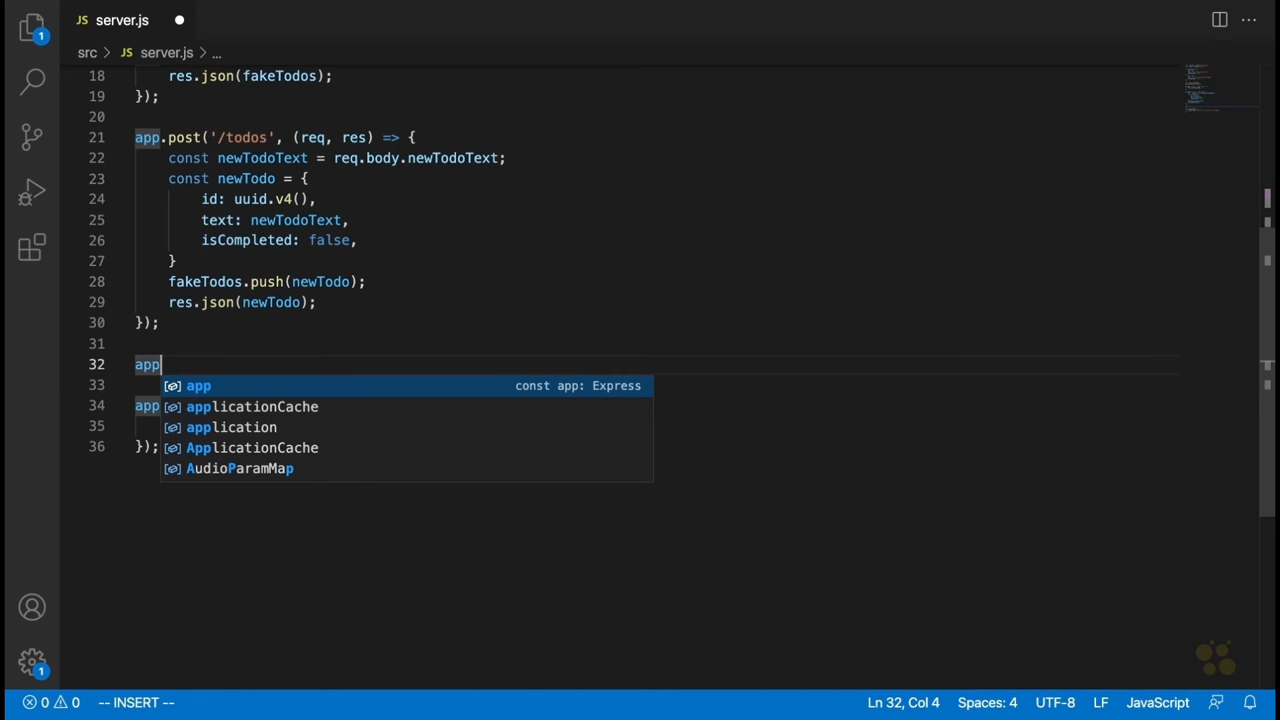 1
JS server.js
src > JS server.js > ...
18 res.json(fakeTodos);
19 });
20
21 app.post('/todos', (req, res) => {
22 const newTodoText = req.body.newTodoText;
23 const newTodo = {
24 id: uuid.v4(),
25 text: newTodoText,
26 isCompleted: false,
27 }
28 fakeTodos.push(newTodo);
29 res.json(newTodo);
30 });
31
32 app
33 app const app: Express
applicationCache
34 app application
35 ApplicationCache
36 });
AudioParamMap
1
0 0 -- INSERT -- Ln 32, Col 4 Spaces: 4 UTF-8 LF JavaScript